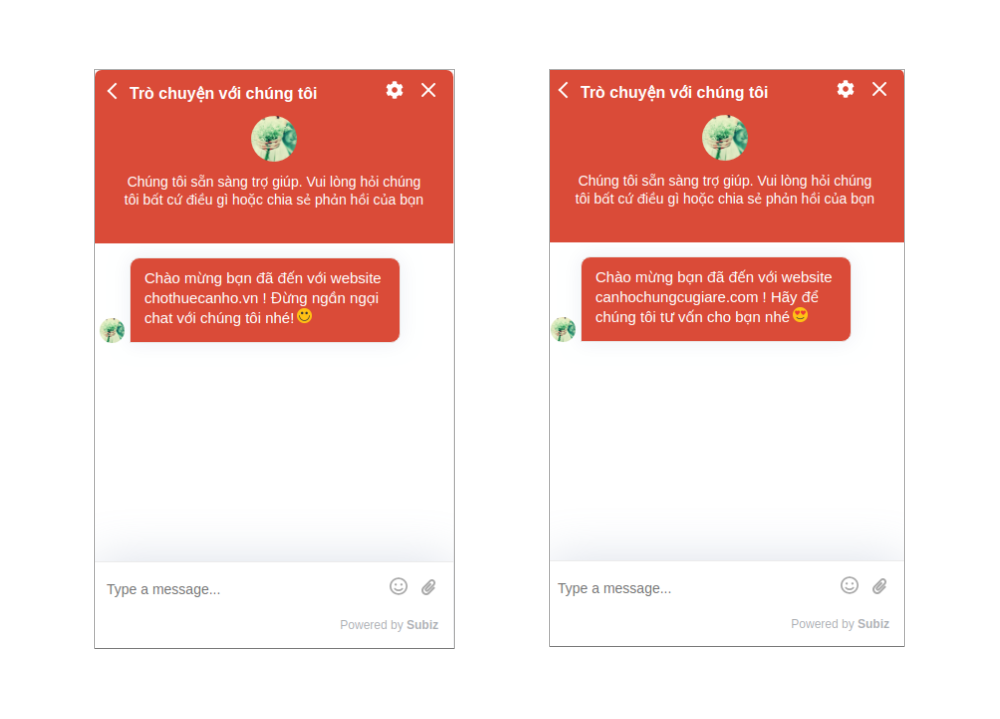 Trò chuyện với chúng tôi
Chúng tôi sẵn sàng trợ giúp. Vui lòng hỏi chúng
tôi bất cứ điều gì hoặc chia sẻ phản hồi của bạn
Chào mừng bạn đã đến với website
chothuecanho.vn ! Đừng ngần ngại
chat với chúng tôi nhé!
Type a message...
Powered by Subiz
Trò chuyện với chúng tôi
Chúng tôi sẵn sàng trợ giúp. Vui lòng hỏi chúng
tôi bất cứ điều gì hoặc chia sẻ phản hồi của bạn
Chào mừng bạn đã đến với website
canhochungcugiare.com ! Hãy để
chúng tôi tư vấn cho bạn nhé
Type a message...
Powered by Subiz